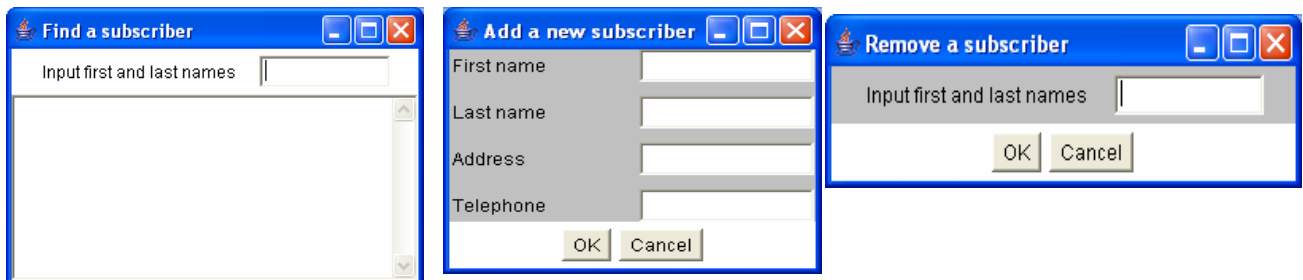 Find a subscriber
Input first and last names
Add a new subscriber
First name
Last name
Address
Telephone
OK Cancel
Remove a subscriber
Input first and last names
OK Cancel